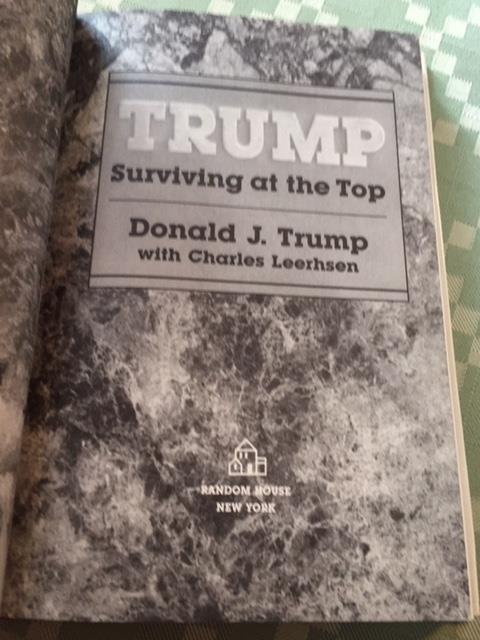 TRUMP
Surviving at the Top
Donald J. Trump
with Charles Leerhsen
RANDOM HOUSE
NEW YORK